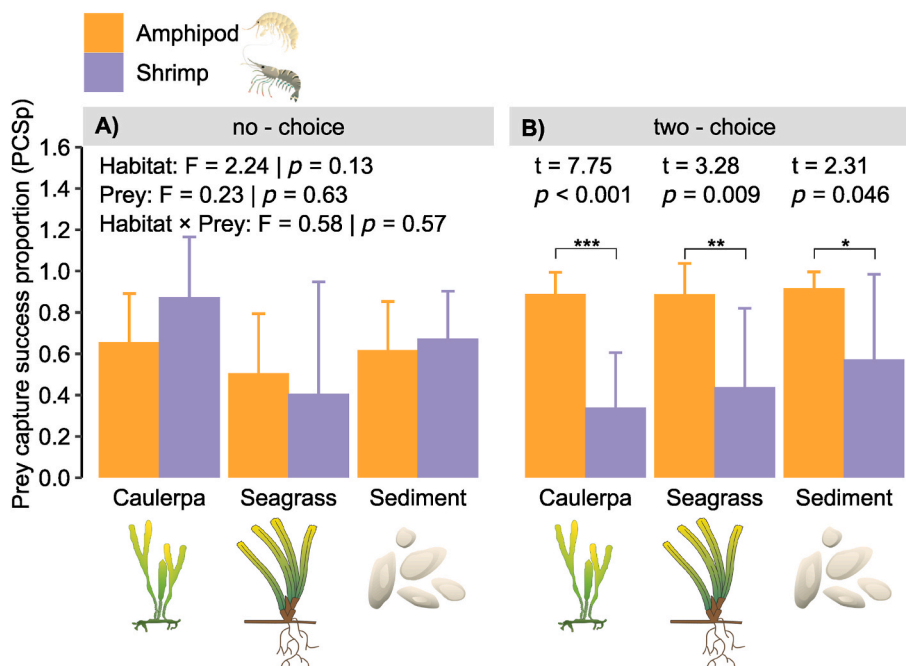 Amphipod
Shrimp
Prey capture success proportion (PCSp)
A)
no - choice
1.6
1.4
1.2
1.0
0.8
0.6
0.4
0.2
0.0
Habitat: F = 2.24 | p = 0.13
Prey: F = 0.23 | p = 0.63
Habitat × Prey: F = 0.58 | p = 0.57
Caulerpa Seagrass Sediment
B)
two - choice
t = 7.75 t = 3.28 t = 2.31
p < 0.001 p = 0.009 p = 0.046
*** ** *
Caulerpa Seagrass Sediment